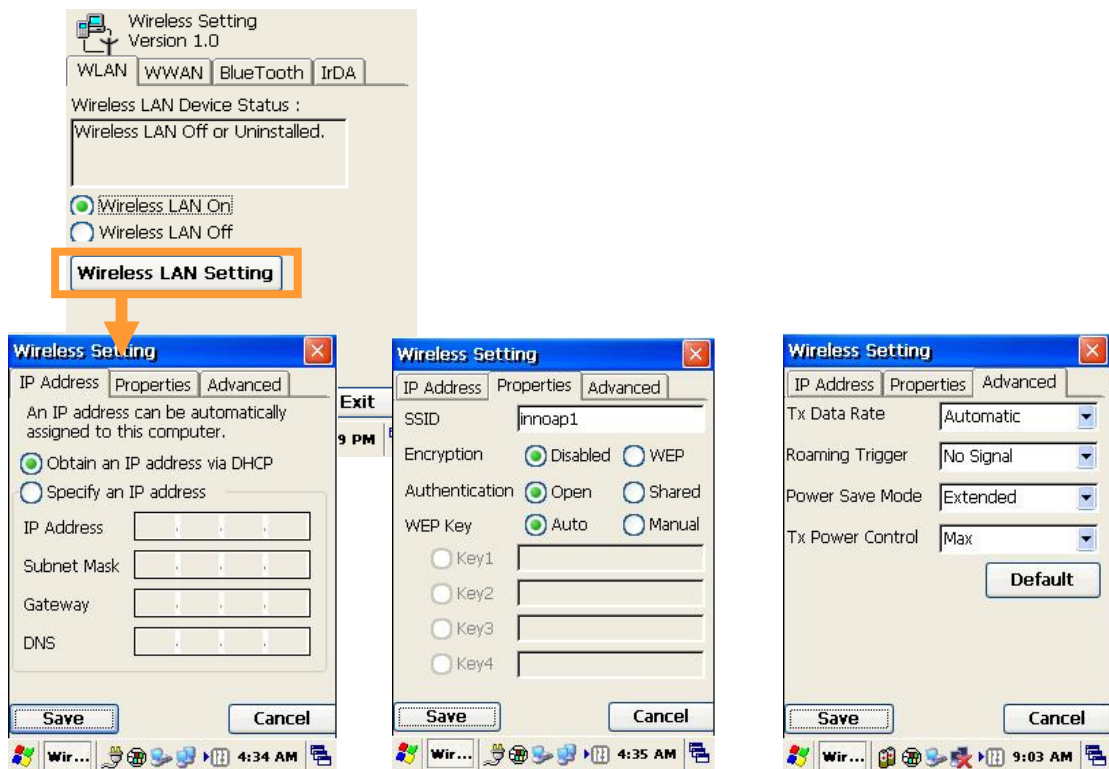 Wireless Setting
Version 1.0
WLAN WWAN BlueTooth IrDA
Wireless LAN Device Status :
Wireless LAN Off or Uninstalled.
Wireless LAN On
Wireless LAN Off
Wireless LAN Setting
Exit
9 PM
Wireless Setting
IP Address Properties Advanced
An IP address can be automatically
assigned to this computer.
Obtain an IP address via DHCP
Specify an IP address
IP Address
Subnet Mask
Gateway
DNS
Save Cancel
Wir... 4:34 AM
Wireless Setting
IP Address Properties Advanced
SSID innoap1
Encryption Disabled WEP
Authentication Open Shared
WEP Key Auto Manual
Key1
Key2
Key3
Key4
Save Cancel
Wir... 4:35 AM
Wireless Setting
IP Address Properties Advanced
Tx Data Rate Automatic
Roaming Trigger No Signal
Power Save Mode Extended
Tx Power Control Max
Default
Save Cancel
Wir... 9:03 AM